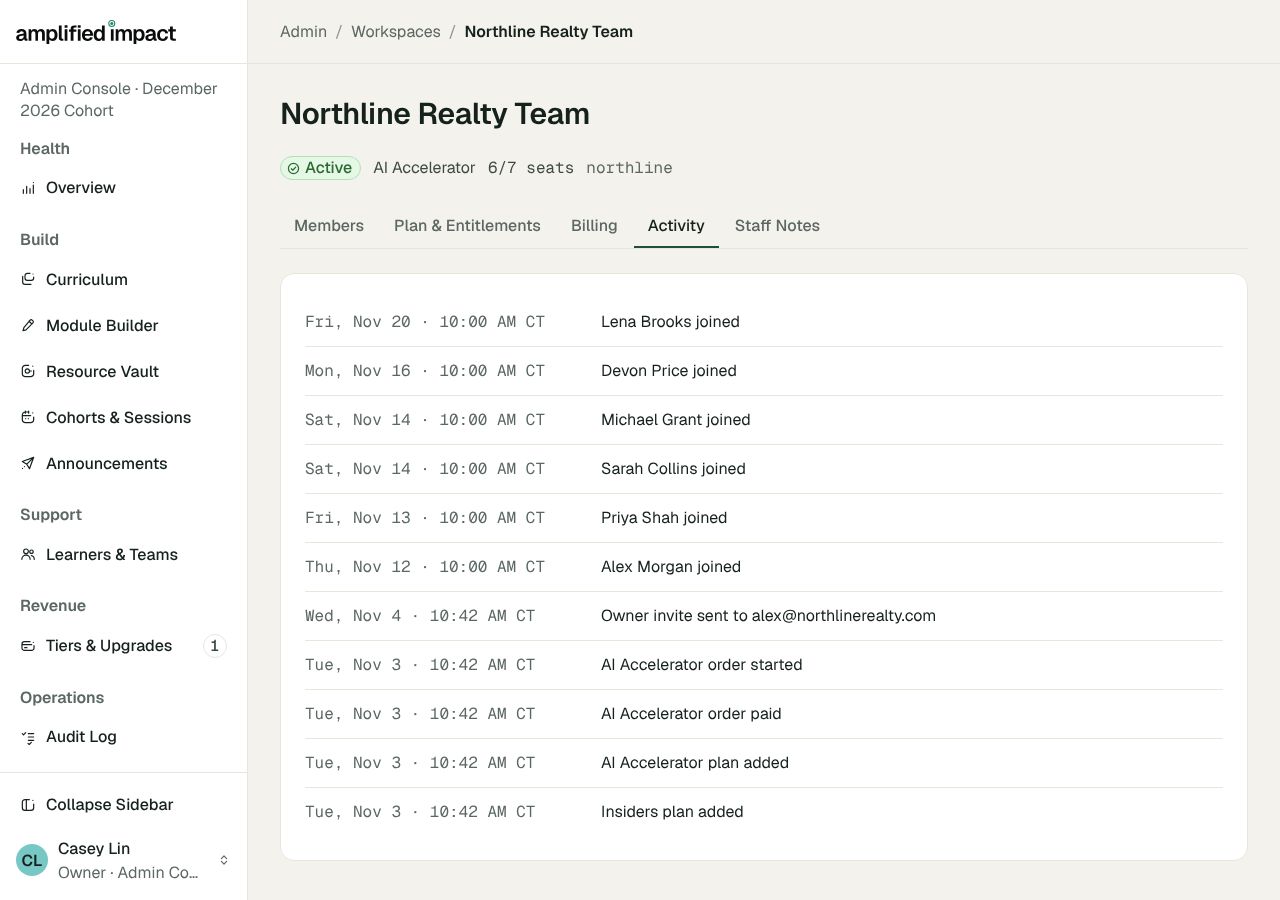 amplified impact
Admin / Workspaces / Northline Realty Team
Admin Console · December
2026 Cohort
Health
Overview
Build
Curriculum
Module Builder
Resource Vault
Cohorts & Sessions
Announcements
Support
Learners & Teams
Revenue
Tiers & Upgrades 1
Operations
Audit Log
Collapse Sidebar
CL
Casey Lin
Owner · Admin Co...
Northline Realty Team
Active AI Accelerator 6/7 seats northline
Members Plan & Entitlements Billing Activity Staff Notes
Fri, Nov 20 · 10:00 AM CT Lena Brooks joined
Mon, Nov 16 · 10:00 AM CT Devon Price joined
Sat, Nov 14 · 10:00 AM CT Michael Grant joined
Sat, Nov 14 · 10:00 AM CT Sarah Collins joined
Fri, Nov 13 · 10:00 AM CT Priya Shah joined
Thu, Nov 12 · 10:00 AM CT Alex Morgan joined
Wed, Nov 4 · 10:42 AM CT Owner invite sent to alex@northlinerealty.com
Tue, Nov 3 · 10:42 AM CT AI Accelerator order started
Tue, Nov 3 · 10:42 AM CT AI Accelerator order paid
Tue, Nov 3 · 10:42 AM CT AI Accelerator plan added
Tue, Nov 3 · 10:42 AM CT Insiders plan added